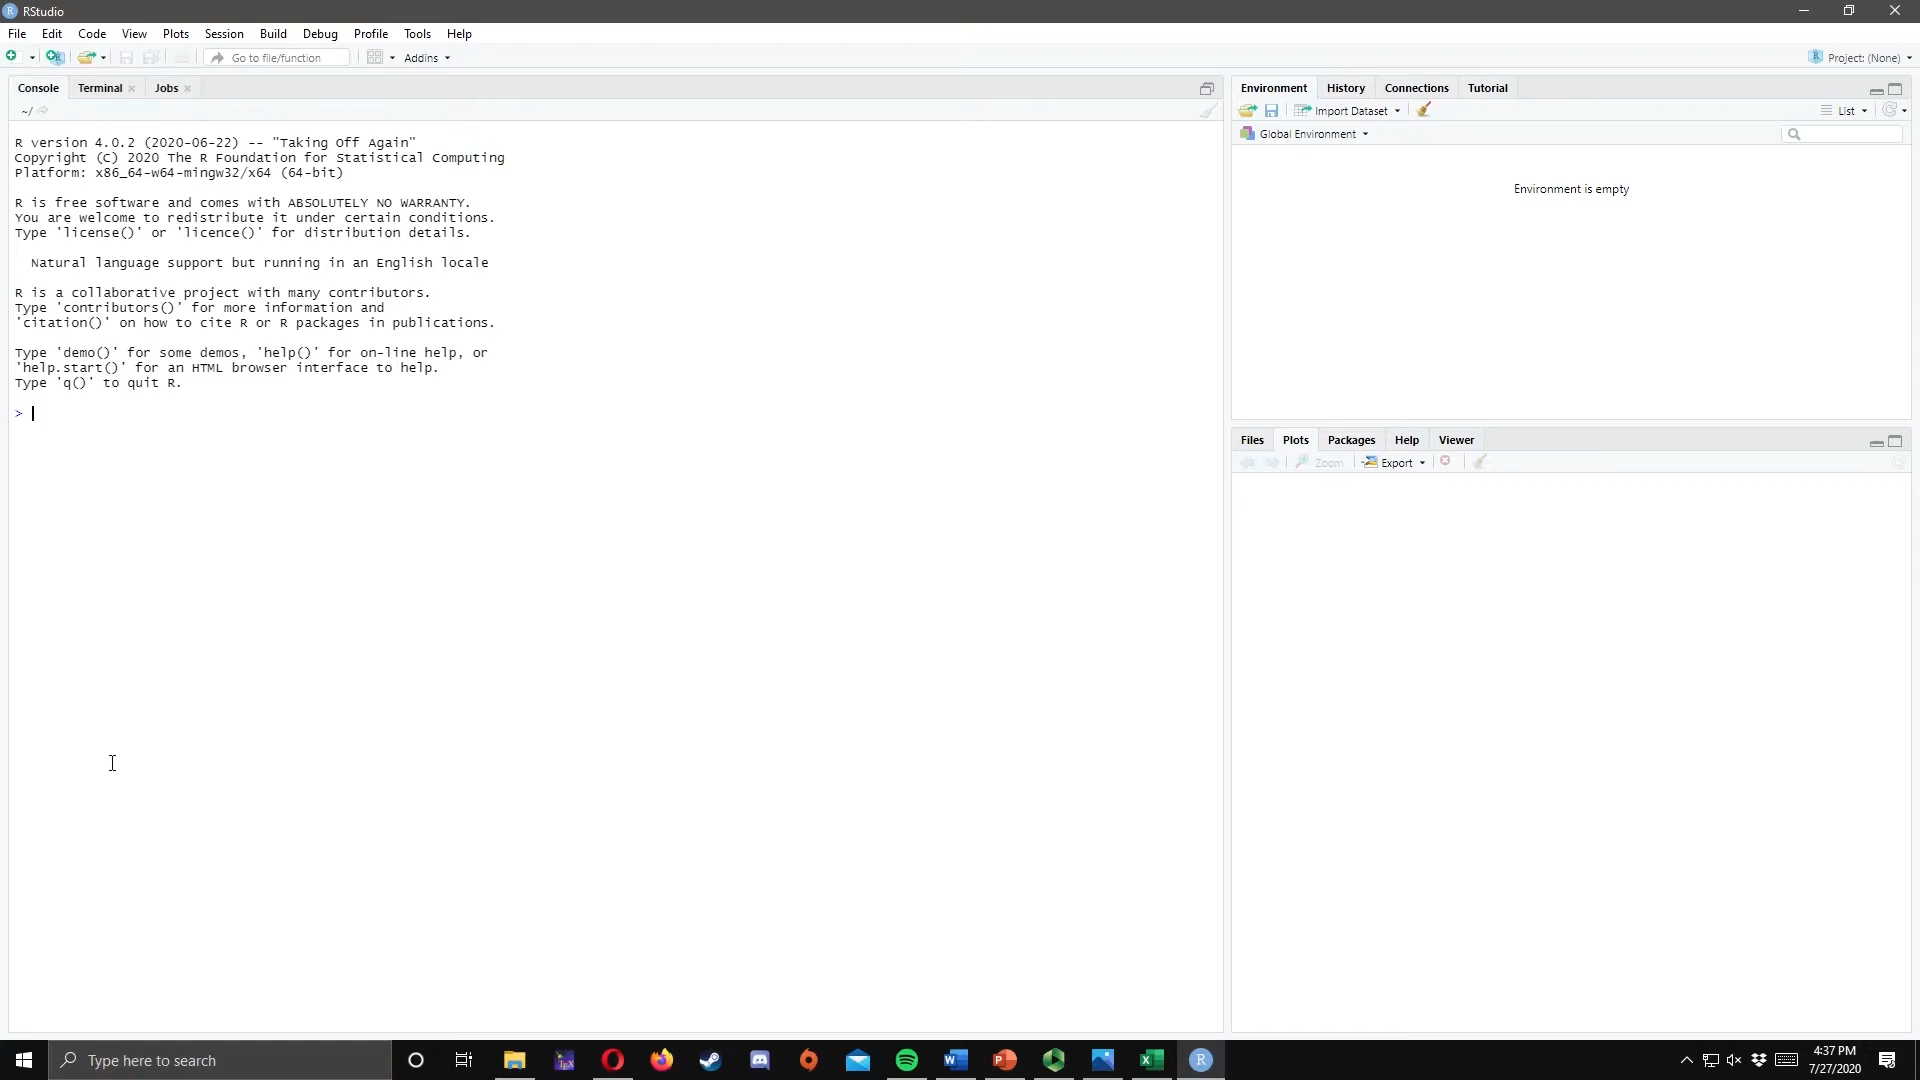 RStudio
File Edit Code View Plots Session Build Debug Profile Tools Help
Go to file/function Addins Project: (None)
Console Terminal Jobs
~/
R version 4.0.2 (2020-06-22) -- "Taking Off Again"
Copyright (C) 2020 The R Foundation for Statistical Computing
Platform: x86_64-w64-mingw32/x64 (64-bit)
R is free software and comes with ABSOLUTELY NO WARRANTY.
You are welcome to redistribute it under certain conditions.
Type 'license()' or 'licence()' for distribution details.
Natural language support but running in an English locale
R is a collaborative project with many contributors.
Type 'contributors()' for more information and
'citation()' on how to cite R or R packages in publications.
Type 'demo()' for some demos, 'help()' for on-line help, or
'help.start()' for an HTML browser interface to help.
Type 'q()' to quit R.
>
Environment History Connections Tutorial
Import Dataset List
Global Environment
Environment is empty
Files Plots Packages Help Viewer
Zoom Export
Type here to search
4:37 PM
7/27/2020